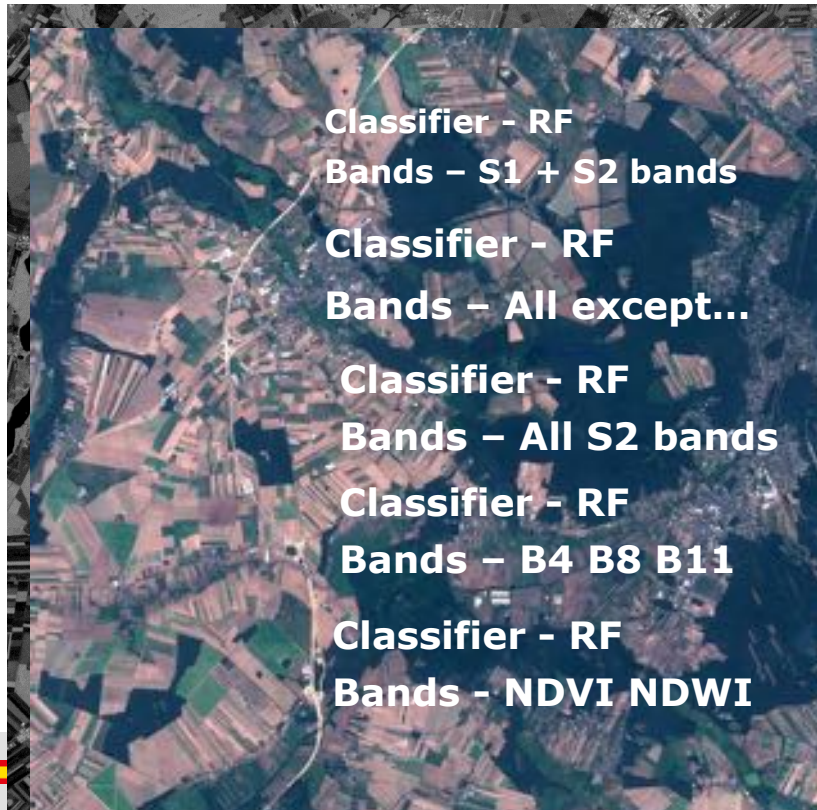 Classifier - RF
Bands – S1 + S2 bands
Classifier - RF
Bands – All except...
Classifier - RF
Bands – All S2 bands
Classifier - RF
Bands – B4 B8 B11
Classifier - RF
Bands - NDVI NDWI